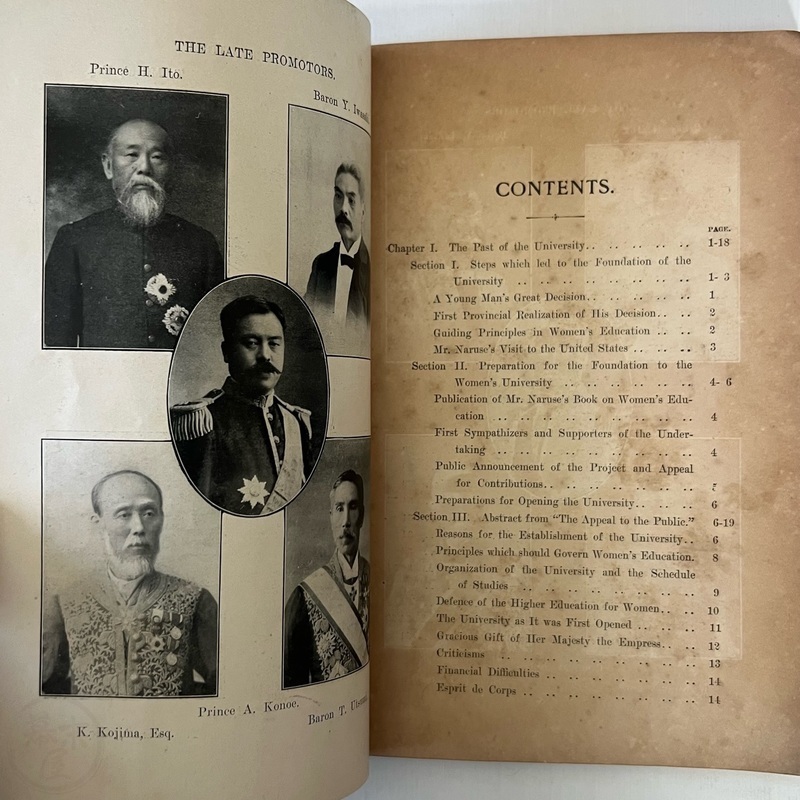 THE LATE PROMOTORS.
Prince H. Ito.
Baron Y.
Prince A. Konoe.
Baron T.
K. Kojima, Esq.
CONTENTS.
PAGE.
Chapter I. The Past of the University.. .. .. .. .. 1-18
Section I. Steps which led to the Foundation of the
University .. .. .. .. .. .. .. 1- 3
A Young Man's Great Decision.. .. .. .. .. 1
First Provincial Realization of His Decision.. .. 2
Guiding Principles in Women's Education .. .. 2
Mr. Naruse's Visit to the United States .. .. .. 3
Section II. Preparation for the Foundation to the
Women's University .. .. .. .. .. .. 4- 6
Publication of Mr. Naruse's Book on Women's Edu-
cation .. .. .. .. .. .. .. .. 4
First Sympathizers and Supporters of the Under-
taking .. .. .. .. .. .. .. .. 4
Public Announcement of the Project and Appeal
for Contributions.. .. .. .. .. .. .. 5
Preparations for Opening the University.. .. .. 6
Section III. Abstract from "The Appeal to the Public." 6-19
Reasons for the Establishment of the University.. 6
Principles which should Govern Women's Education. 8
Organization of the University and the Schedule
of Studies .. .. .. .. .. .. .. 9
Defence of the Higher Education for Women.. .. 10
The University as It was First Opened .. .. .. 11
Gracious Gift of Her Majesty the Empress.. .. 12
Criticisms .. .. .. .. .. .. .. .. 13
Financial Difficulties .. .. .. .. .. .. 14
Esprit de Corps .. .. .. .. .. .. .. 14